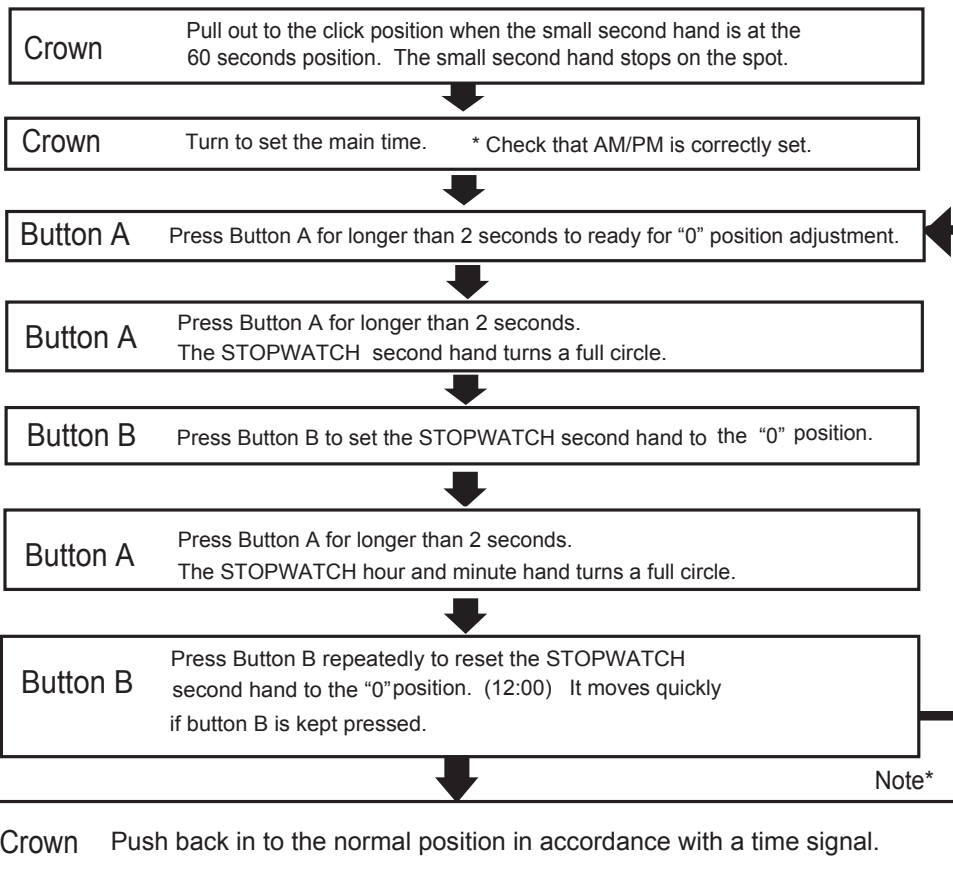 Crown Pull out to the click position when the small second hand is at the
60 seconds position. The small second hand stops on the spot.
Crown Turn to set the main time. * Check that AM/PM is correctly set.
Button A Press Button A for longer than 2 seconds to ready for “0” position adjustment.
Button A Press Button A for longer than 2 seconds.
The STOPWATCH second hand turns a full circle.
Button B Press Button B to set the STOPWATCH second hand to the “0” position.
Button A Press Button A for longer than 2 seconds.
The STOPWATCH hour and minute hand turns a full circle.
Button B Press Button B repeatedly to reset the STOPWATCH
second hand to the “0” position. (12:00) It moves quickly
if button B is kept pressed.
Note*
Crown Push back in to the normal position in accordance with a time signal.